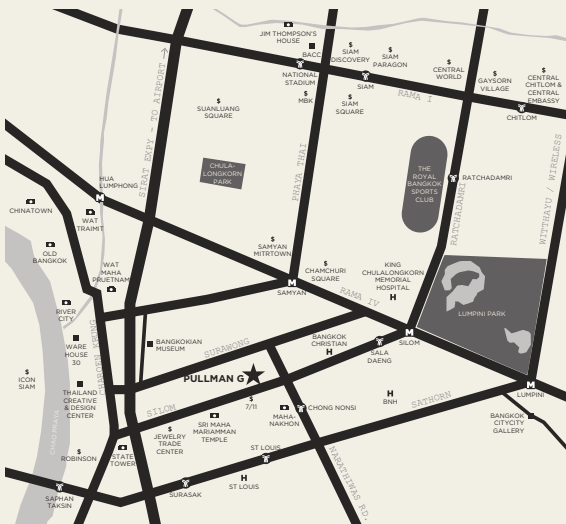 JIM THOMPSON'S
HOUSE
BACC
$
SIAM
DISCOVERY
$
SIAM
PARAGON
$
CENTRAL
WORLD
$
GAYSORN
VILLAGE
$
CENTRAL
CHITLOM &
CENTRAL
EMBASSY
NATIONAL
STADIUM
SIAM
CHITLOM
RAMA I
$
MBK
$
SIAM
SQUARE
$
SUANLUANG
SQUARE
SIRAT EXPY – TO AIRPORT →
PHAYA THAI
CHULA-
LONGKORN
PARK
THE
ROYAL
BANGKOK
SPORTS
CLUB
RATCHADAMRI
RATCHADAMRI
WITTHAYU / WIRELESS
HUA
LUMPHONG
M
CHINATOWN
WAT
TRAIMIT
OLD
BANGKOK
WAT
MAHA
PRUETNAM
$
SAMYAN
MITRTOWN
$
CHAMCHURI
SQUARE
KING
CHULALONGKORN
MEMORIAL
HOSPITAL
H
M
SAMYAN
RAMA IV
LUMPINI PARK
RIVER
CITY
WARE
HOUSE
30
BANGKOKIAN
MUSEUM
SURAWONG
BANGKOK
CHRISTIAN
H
SALA
DAENG
M
SILOM
$
ICON
SIAM
THAILAND
CREATIVE
& DESIGN
CENTER
PULLMAN G
$
7/11
MAHA-
NAKHON
CHONG NONSI
H
BNH
SATHORN
M
LUMPINI
BANGKOK
CITYCITY
GALLERY
CHAO PRAYA
SILOM
SRI MAHA
MARIAMMAN
TEMPLE
$
JEWELRY
TRADE
CENTER
STATE
TOWER
$
ROBINSON
ST LOUIS
H
ST LOUIS
SURASAK
SAPHAN
TAKSIN
NARATHIWAS RD.